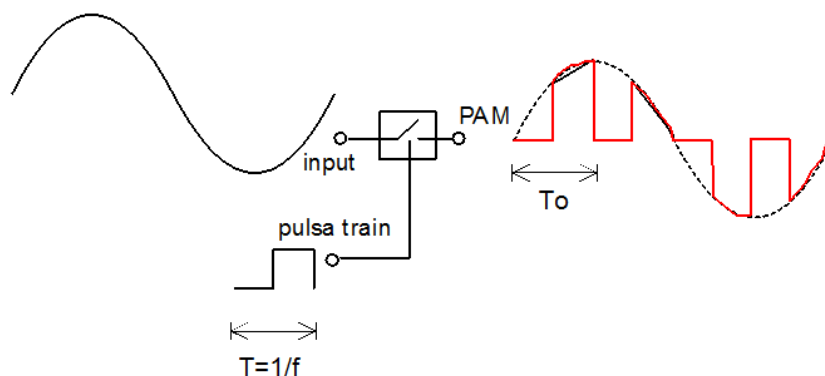 PAM
input
To
pulsa train
T=1/f